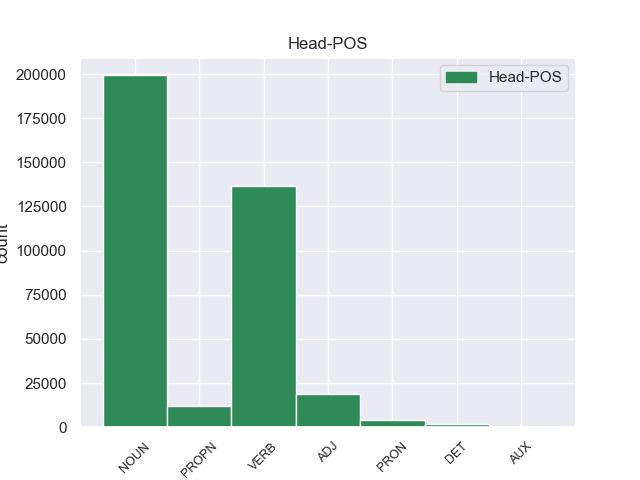 Head-POS
Head-POS
200000
175000
150000
125000
100000
75000
50000
25000
0
count
NOUN
PROPN
VERB
ADJ
PRON
DET
AUX